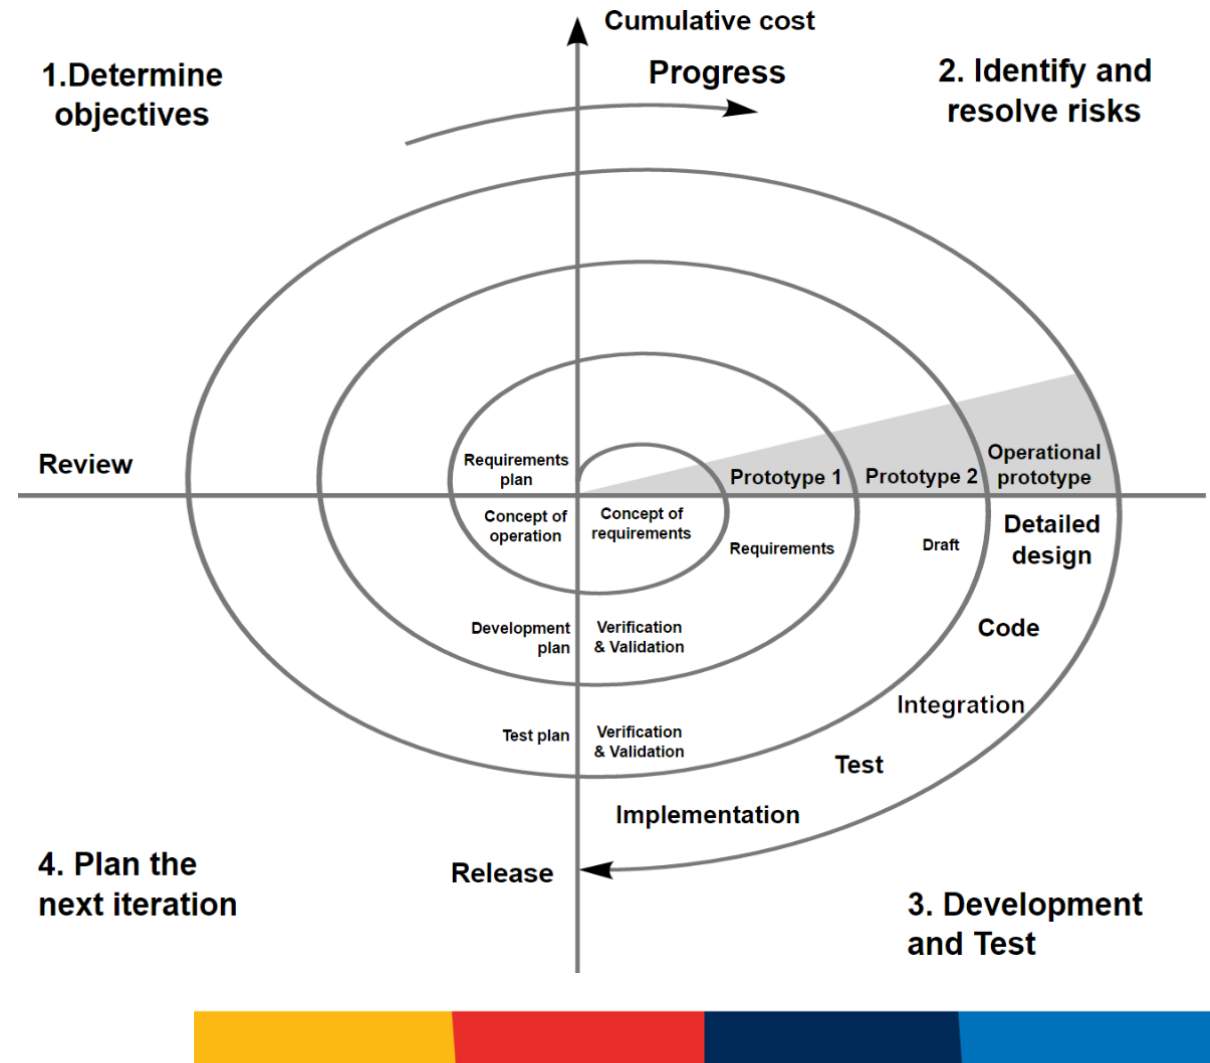 Cumulative cost
Progress
1.Determine
objectives
2. Identify and
resolve risks
Review
Requirements
plan
Prototype 1
Prototype 2
Operational
prototype
Concept of
operation
Concept of
requirements
Requirements
Draft
Detailed
design
Code
Development
plan
Verification
& Validation
Integration
Test plan
Verification
& Validation
Test
Implementation
Release
4. Plan the
next iteration
3. Development
and Test